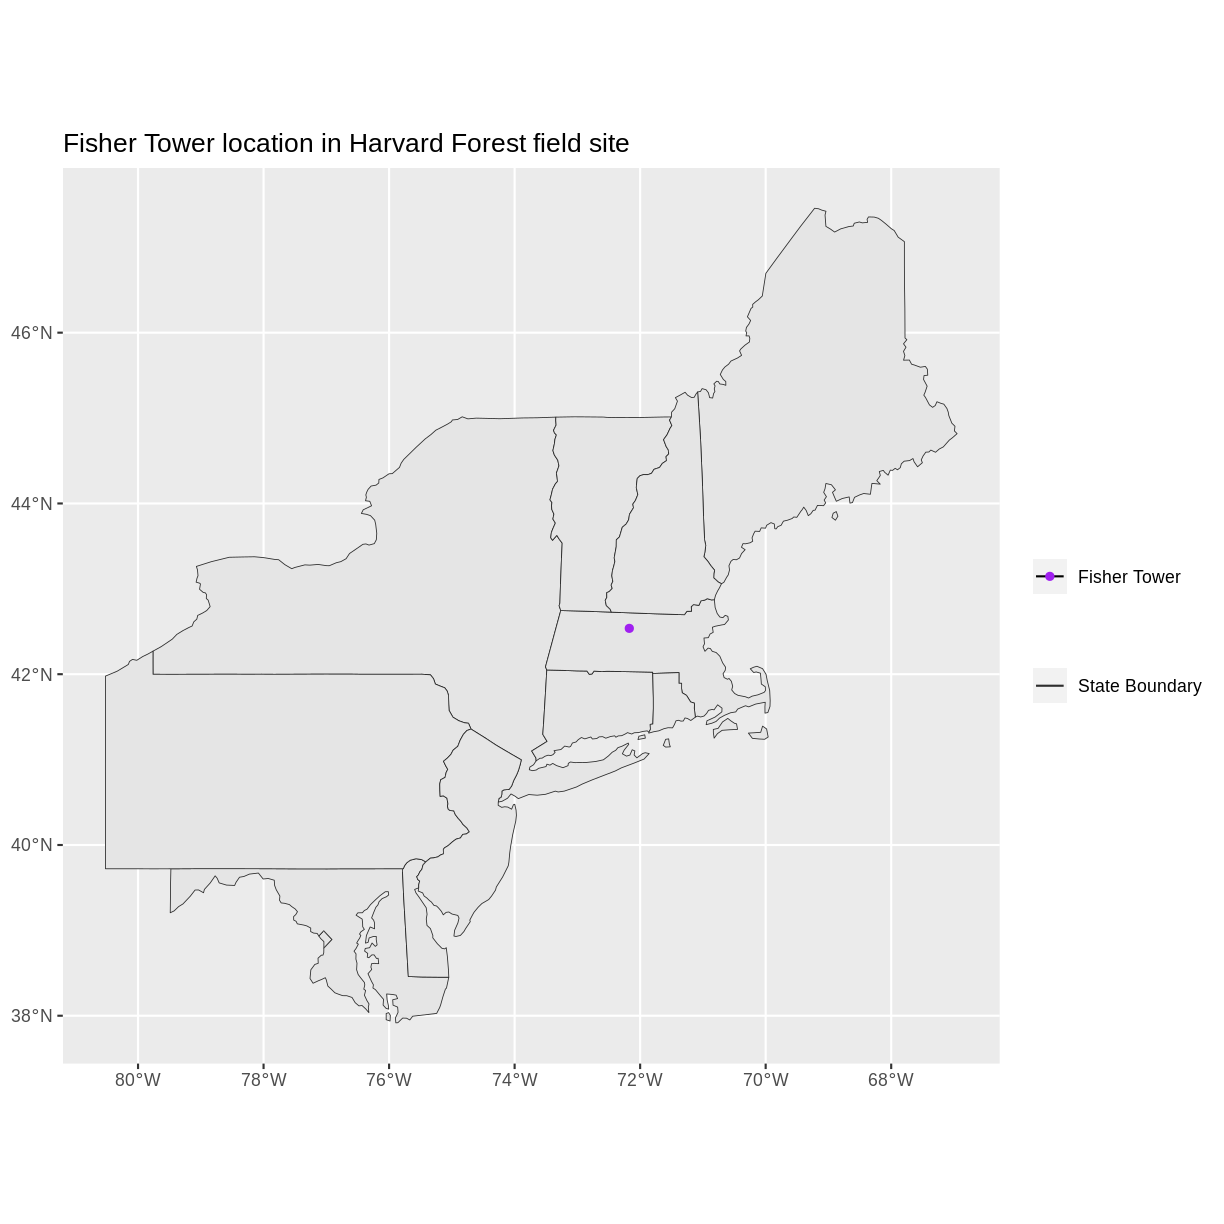 Fisher Tower location in Harvard Forest field site
46°N
44°N
42°N
40°N
38°N
80°W 78°W 76°W 74°W 72°W 70°W 68°W
Fisher Tower
State Boundary